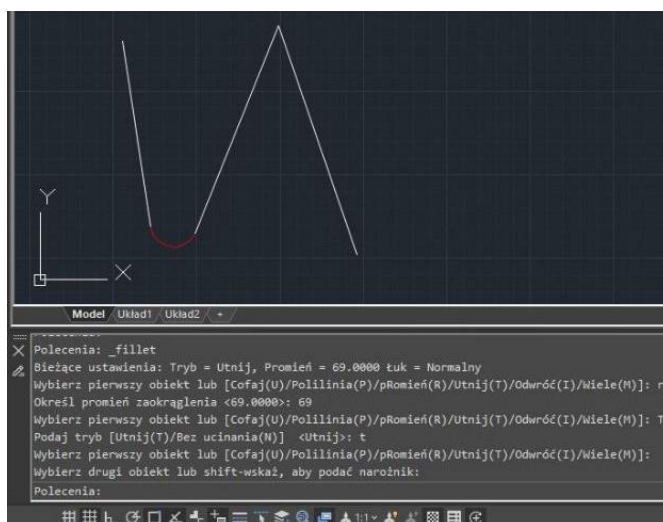 Y
X
Model Układ1 Układ2 +
Polecenia: _fillet
Bieżące ustawienia: Tryb = Utnij, Promień = 69.0000 Łuk = Normalny
Wybierz pierwszy obiekt lub [Cofaj(U)/Polilinia(P)/pRomień(R)/Utnij(T)/Odwróć(I)/Wiele(M)]:
Określ promień zaokrąglenia <69.0000>: 69
Wybierz pierwszy obiekt lub [Cofaj(U)/Polilinia(P)/pRomień(R)/Utnij(T)/Odwróć(I)/Wiele(M)]: T
Podaj tryb [Utnij(T)/Bez ucinania(N)] <Utnij>: t
Wybierz pierwszy obiekt lub [Cofaj(U)/Polilinia(P)/pRomień(R)/Utnij(T)/Odwróć(I)/Wiele(M)]:
Wybierz drugi obiekt lub shift-wskaż, aby podać narożnik:
Polecenia:
1:1